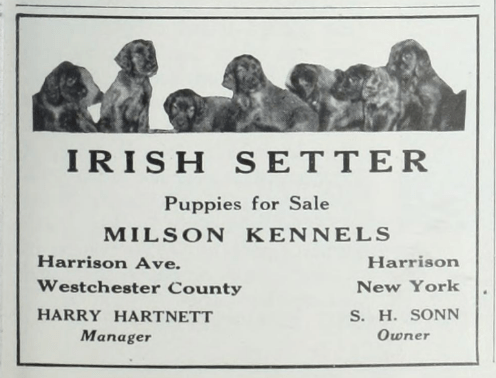 IRISH SETTER
Puppies for Sale
MILSON KENNELS
Harrison Ave. Harrison
Westchester County New York
HARRY HARTNETT S. H. SONN
Manager Owner